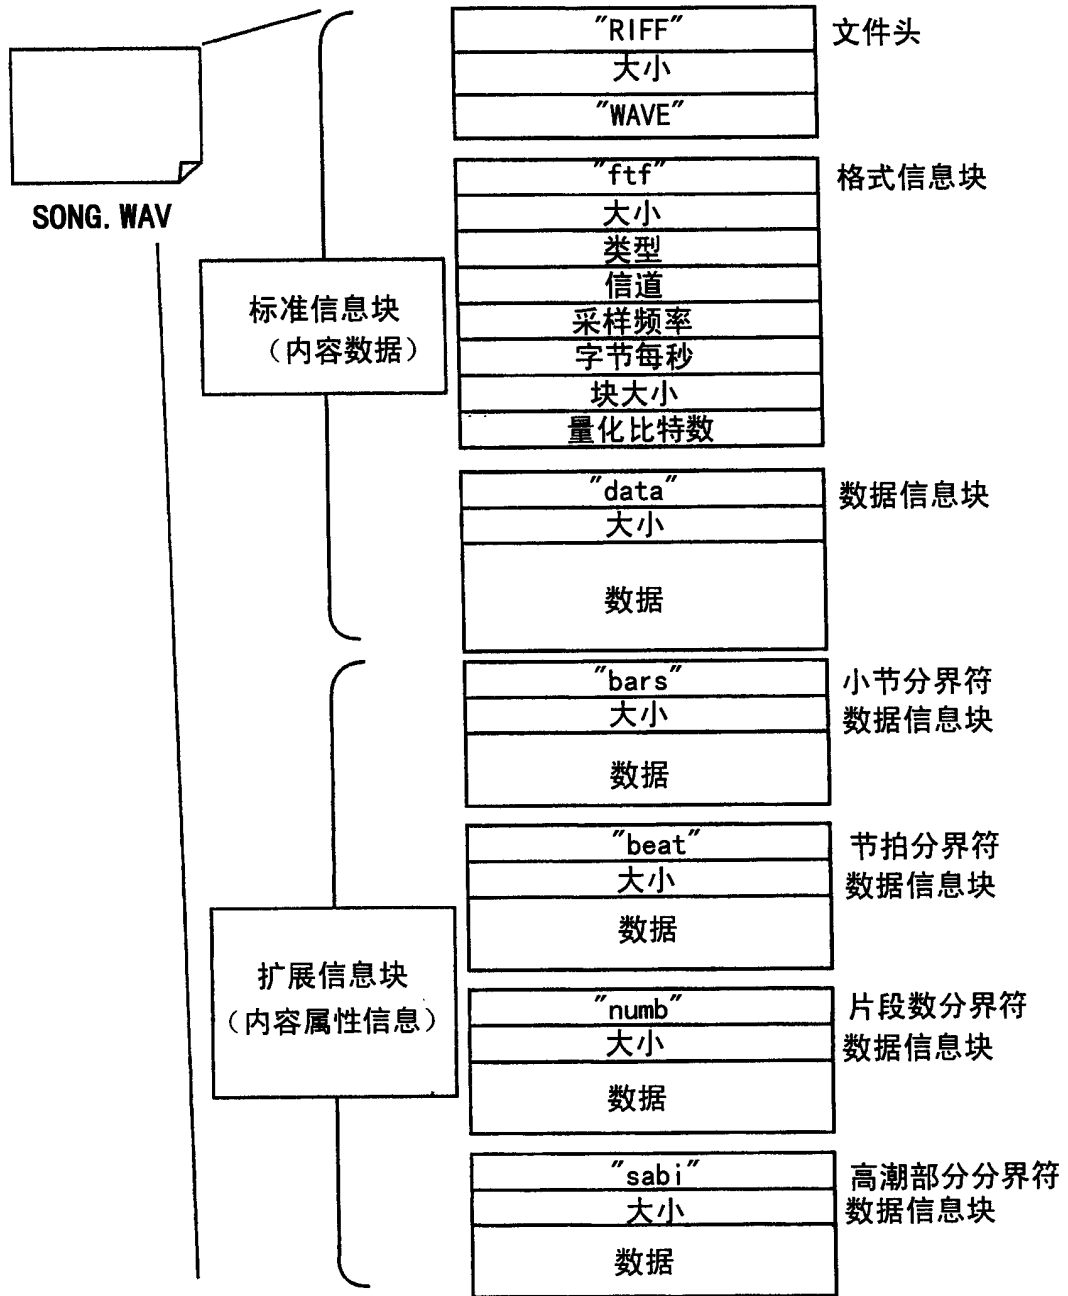 SONG. WAV
标准信息块
（内容数据）
"RIFF"
文件头
大小
"WAVE"
"ftf"
格式信息块
大小
类型
信道
采样频率
字节每秒
块大小
量化比特数
"data"
数据信息块
大小
数据
扩展信息块
（内容属性信息）
"bars"
小节分界符
大小
数据信息块
数据
"beat"
节拍分界符
大小
数据信息块
数据
"numb"
片段数分界符
大小
数据信息块
数据
"sabi"
高潮部分分界符
大小
数据信息块
数据